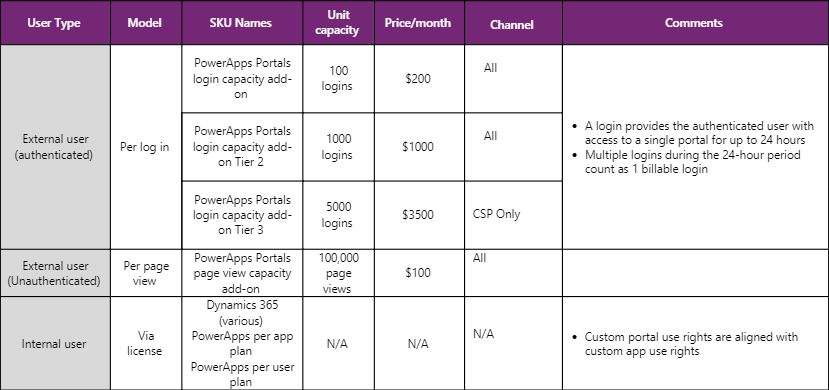 User Type
Model
SKU Names
Unit
capacity
Price/month
Channel
Comments
External user
(authenticated)
Per log in
PowerApps Portals
login capacity add-
on
100
logins
$200
All
PowerApps Portals
login capacity add-
on Tier 2
1000
logins
$1000
All
PowerApps Portals
login capacity add-
on Tier 3
5000
logins
$3500
CSP Only
• A login provides the authenticated user with
access to a single portal for up to 24 hours
• Multiple logins during the 24-hour period
count as 1 billable login
External user
(Unauthenticated)
Per page
view
PowerApps Portals
page view capacity
add-on
100,000
page
views
$100
All
Internal user
Via
license
Dynamics 365
(various)
PowerApps per app
plan
PowerApps per user
plan
N/A
N/A
N/A
• Custom portal use rights are aligned with
custom app use rights